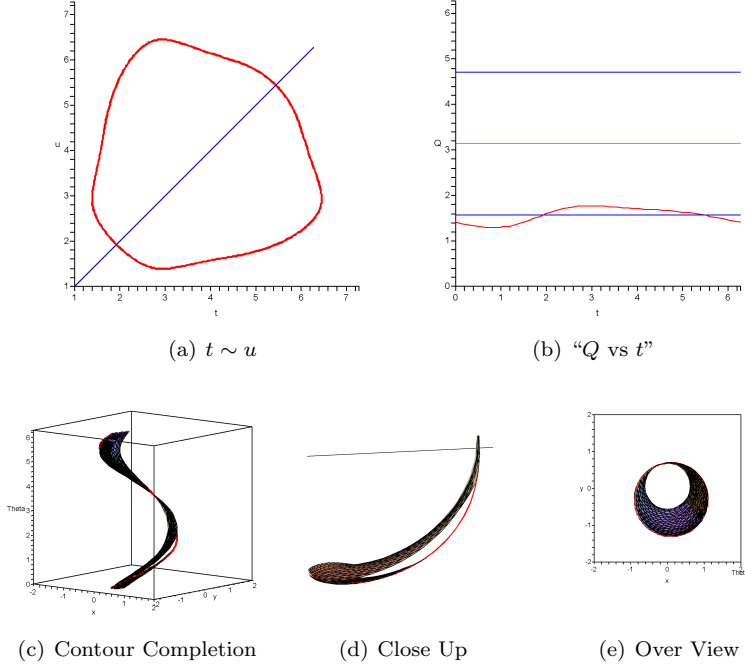 7
6
5
u
4
3
2
1
1 2 3 4 5 6 7
t
6
5
4
Q
3
2
1
0
0 1 2 3 4 5 6
t
(a) t ∼ u
(b) “Q vs t”
6
5
4
Theta 3
2
1
0
-2 -1 0 1 2 -2 -1 0 1 2
x y
2
1
y 0
-1
-2
-2 -1 0 1 2
x Thet
(c) Contour Completion
(d) Close Up
(e) Over View